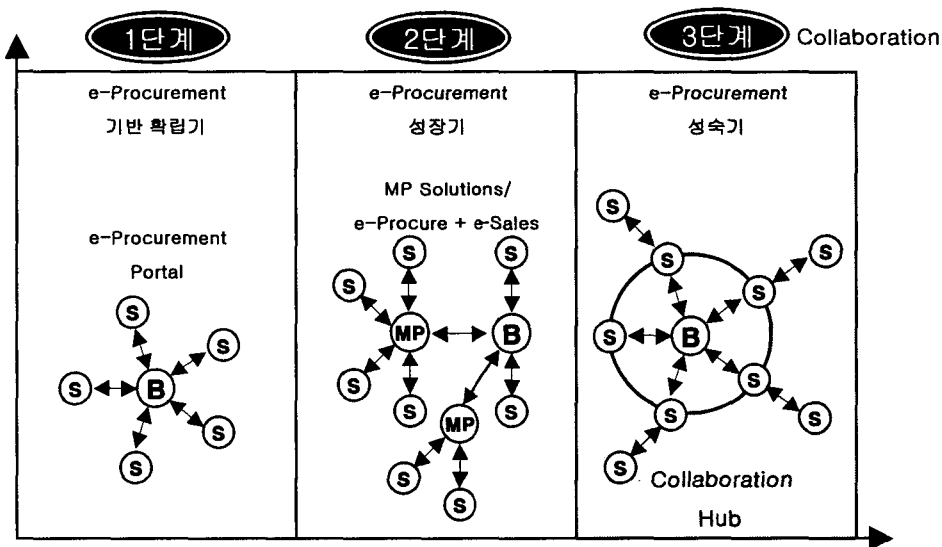 1단계
2단계
3단계
Collaboration
e-Procurement
기반 확립기
e-Procurement
Portal
S
S
S
B
S
S
e-Procurement
성장기
MP Solutions/
e-Procure + e-Sales
S
S
S
MP
B
S
S
S
MP
S
S
e-Procurement
성숙기
S
S
S
S
S
B
S
S
S
S
Collaboration
Hub